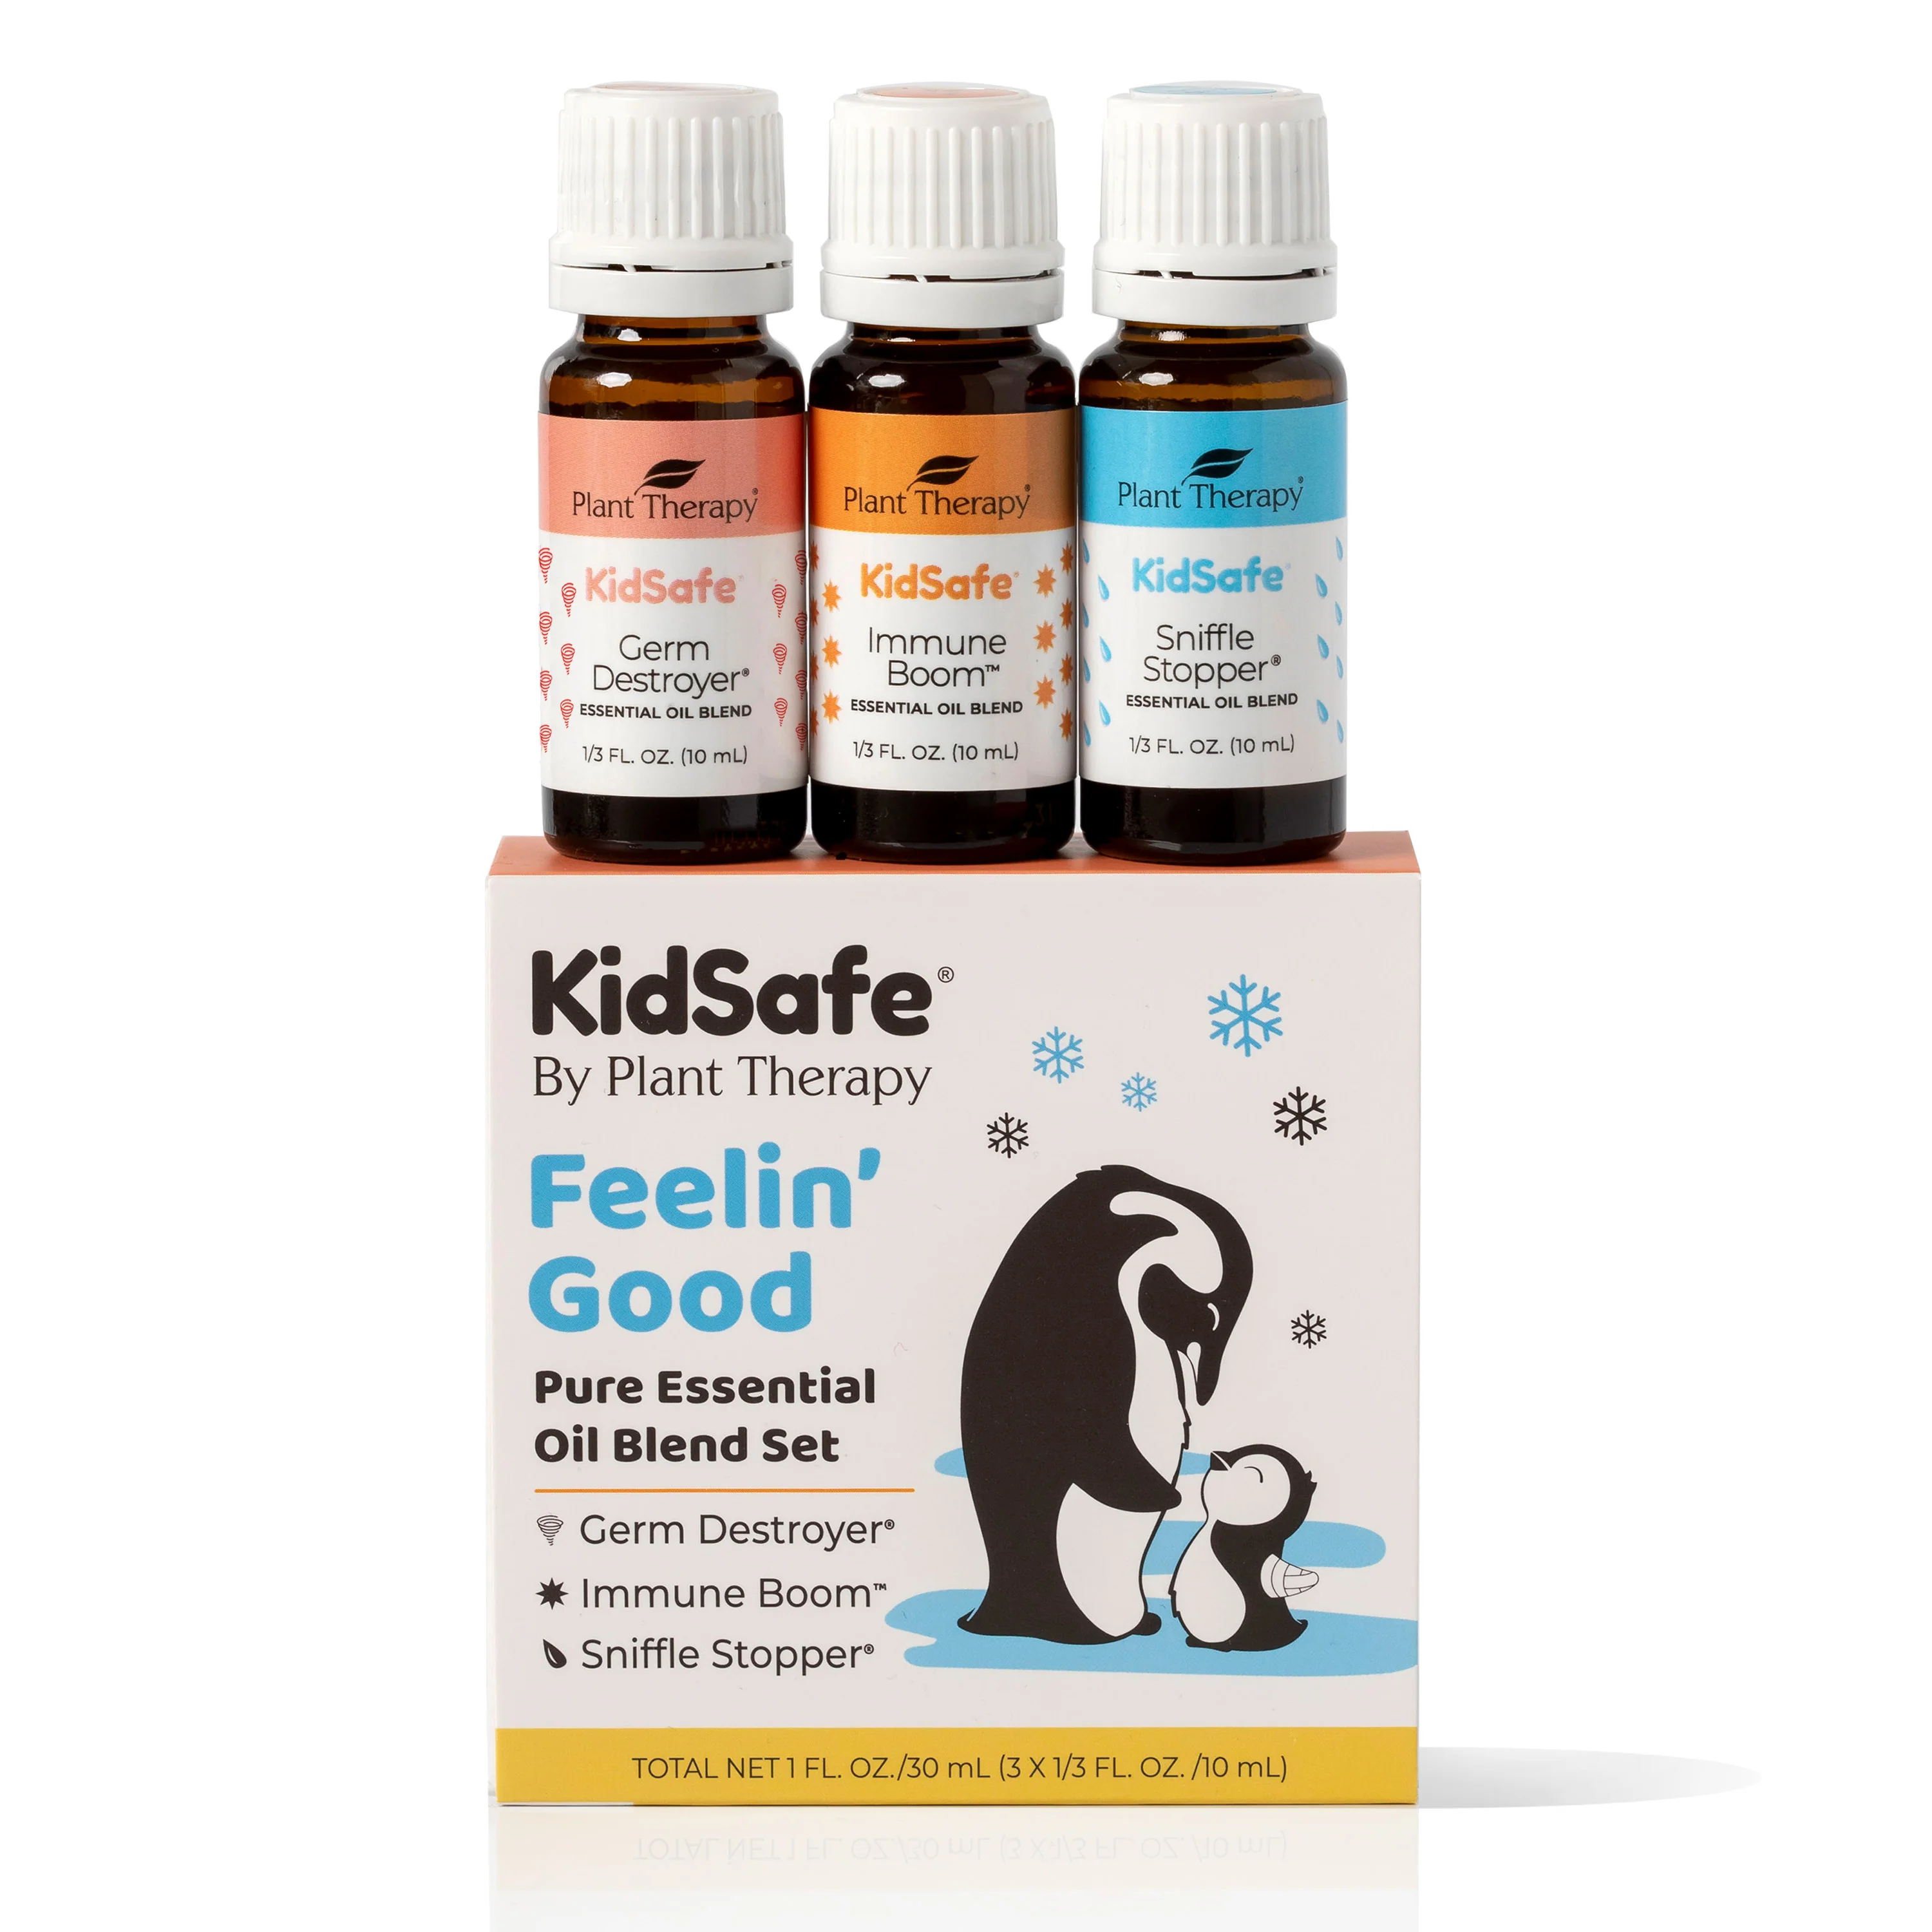 Plant Therapy®
KidSafe®
Germ
Destroyer®
ESSENTIAL OIL BLEND
1/3 FL. OZ. (10 mL)
Plant Therapy®
KidSafe®
Immune
Boom™
ESSENTIAL OIL BLEND
1/3 FL. OZ. (10 mL)
Plant Therapy®
KidSafe®
Sniffle
Stopper®
ESSENTIAL OIL BLEND
1/3 FL. OZ. (10 mL)
KidSafe®
By Plant Therapy
Feelin’
Good
Pure Essential
Oil Blend Set
Germ Destroyer®
Immune Boom™
Sniffle Stopper®
TOTAL NET 1 FL. OZ./30 mL (3 X 1/3 FL. OZ. /10 mL)